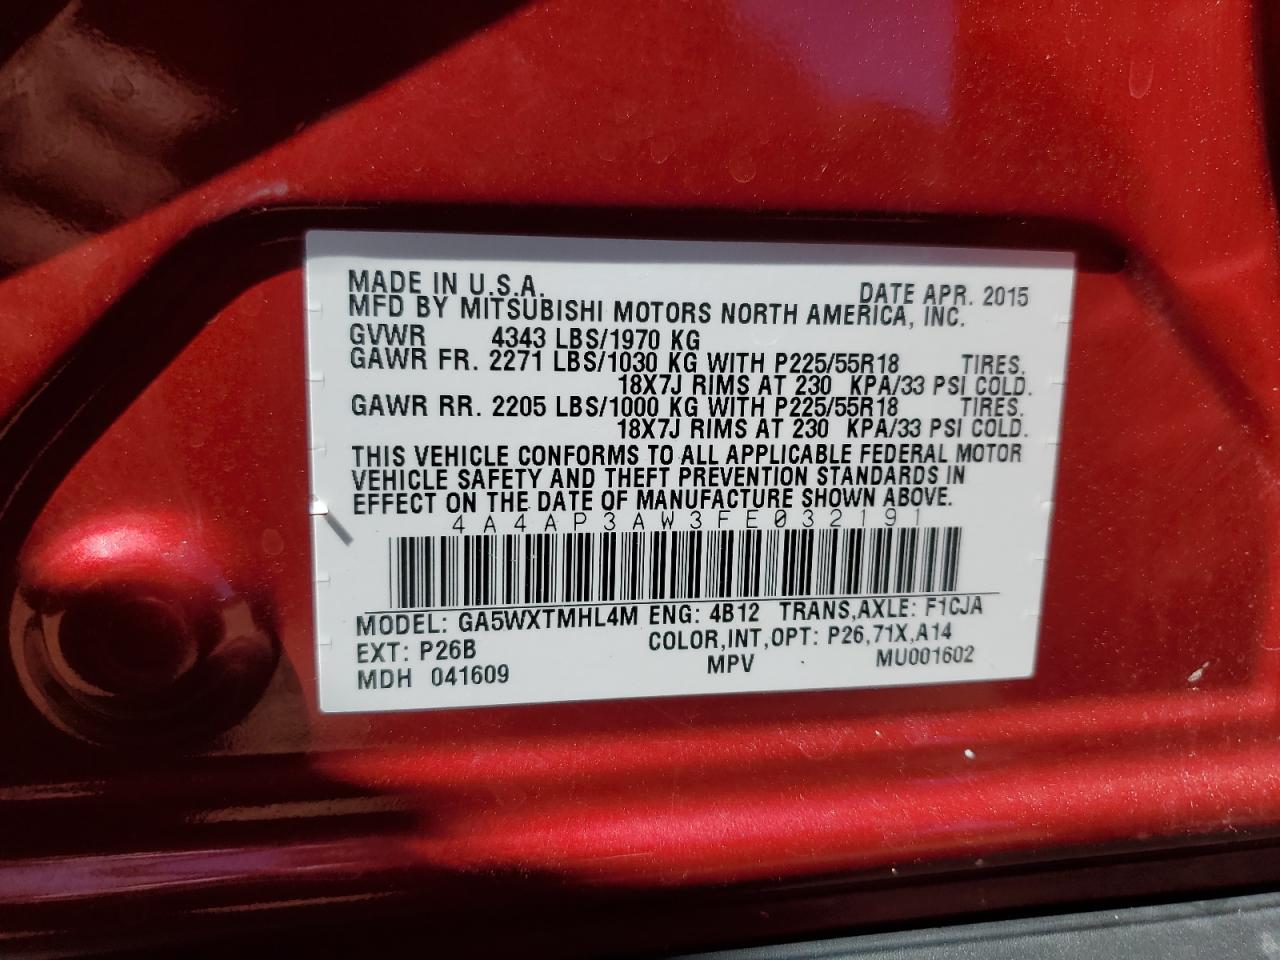 MADE IN U.S.A. DATE APR. 2015
MFD BY MITSUBISHI MOTORS NORTH AMERICA, INC.
GVWR 4343 LBS/1970 KG
GAWR FR. 2271 LBS/1030 KG WITH P225/55R18 TIRES.
18X7J RIMS AT 230 KPA/33 PSI COLD.
GAWR RR. 2205 LBS/1000 KG WITH P225/55R18 TIRES.
18X7J RIMS AT 230 KPA/33 PSI COLD.
THIS VEHICLE CONFORMS TO ALL APPLICABLE FEDERAL MOTOR
VEHICLE SAFETY AND THEFT PREVENTION STANDARDS IN
EFFECT ON THE DATE OF MANUFACTURE SHOWN ABOVE.
4A4AP3AW3FE032191
MODEL: GA5WXTMHL4M ENG: 4B12 TRANS,AXLE: F1CJA
EXT: P26B COLOR,INT,OPT: P26,71X,A14
MDH 041609 MPV MU001602